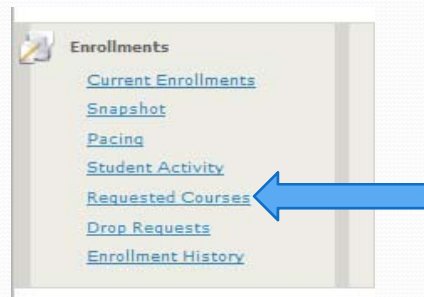 Enrollments
Current Enrollments
Snapshot
Pacing
Student Activity
Requested Courses
Drop Requests
Enrollment History